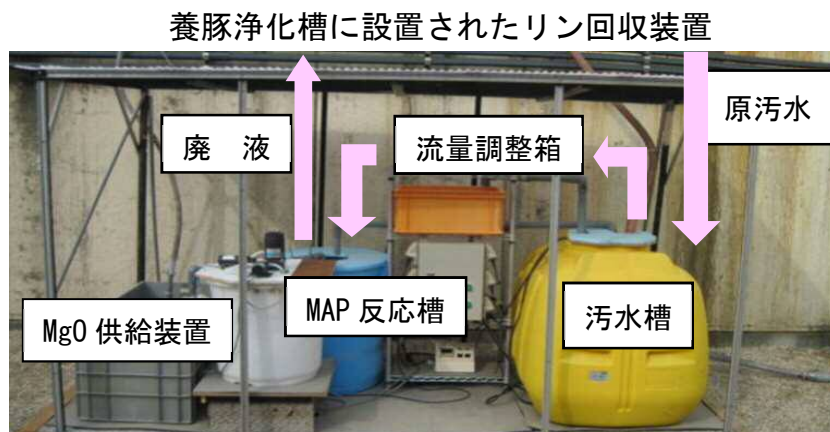 養豚浄化槽に設置されたリン回収装置
原汚水
廃　液
流量調整箱
MgO 供給装置
MAP 反応槽
汚水槽